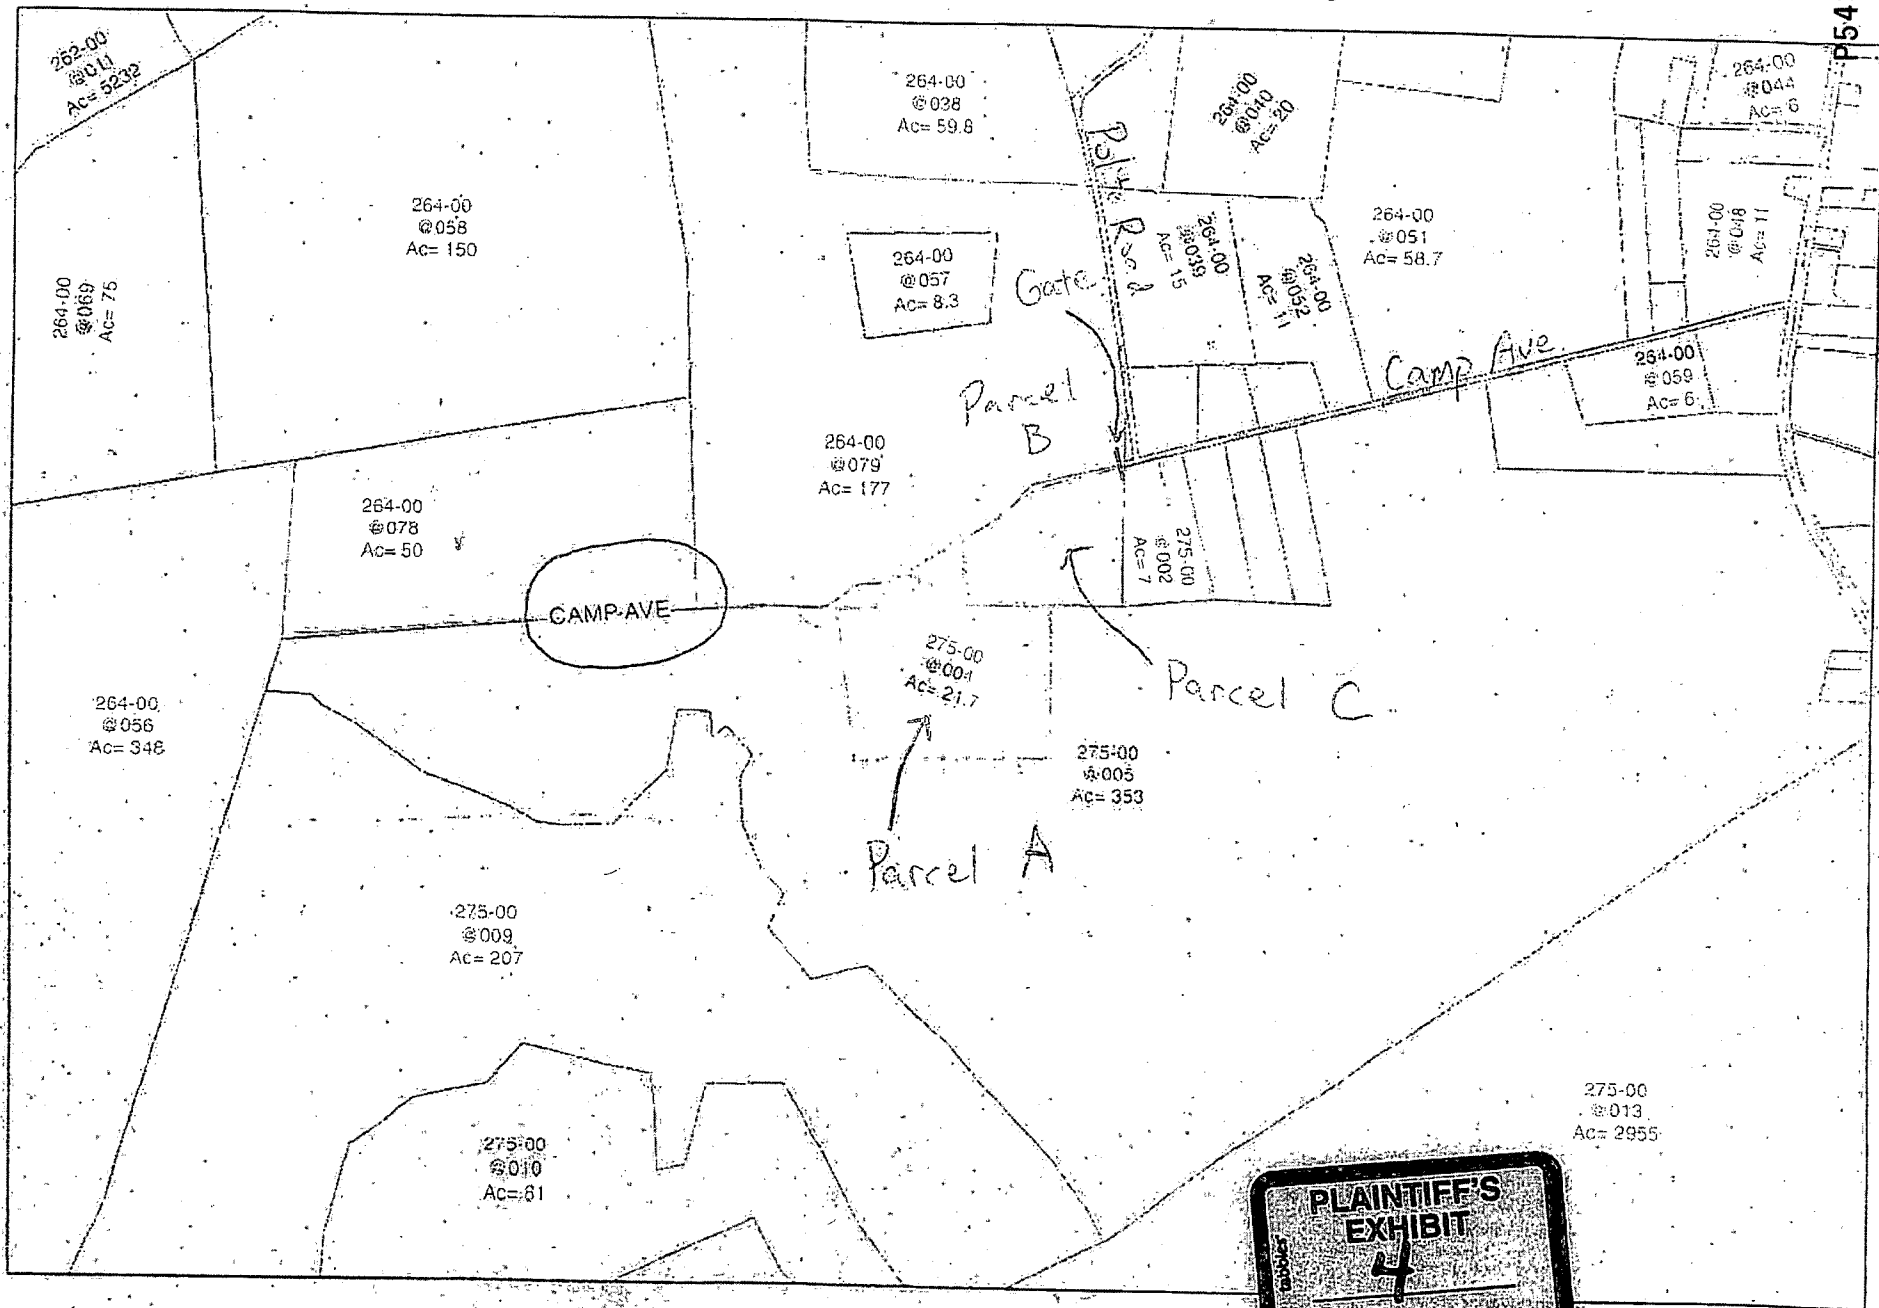 P54
262-00
@011
Ac= 5232
264-00
@038
Ac= 59.8
264-00
@040
Ac= 20
264-00
@044
Ac= 6
264-00
@058
Ac= 150
264-00
@069
Ac= 75
264-00
@057
Ac= 8.3
Gate
Road
264-00
@039
Ac= 15
264-00
@052
Ac= 11
264-00
@051
Ac= 58.7
264-00
@048
Ac= 11
Camp Ave
264-00
@059
Ac= 6
Parcel
B
264-00
@079
Ac= 177
264-00
@078
Ac= 50
275-00
@002
Ac= 7
CAMP AVE
275-00
Ac= 21.7
Parcel C
264-00
@056
Ac= 348
275-00
@005
Ac= 353
Parcel A
275-00
@009
Ac= 207
275-00
@010
Ac= 81
275-00
@013
Ac= 2955
PLAINTIFF'S
EXHIBIT
4